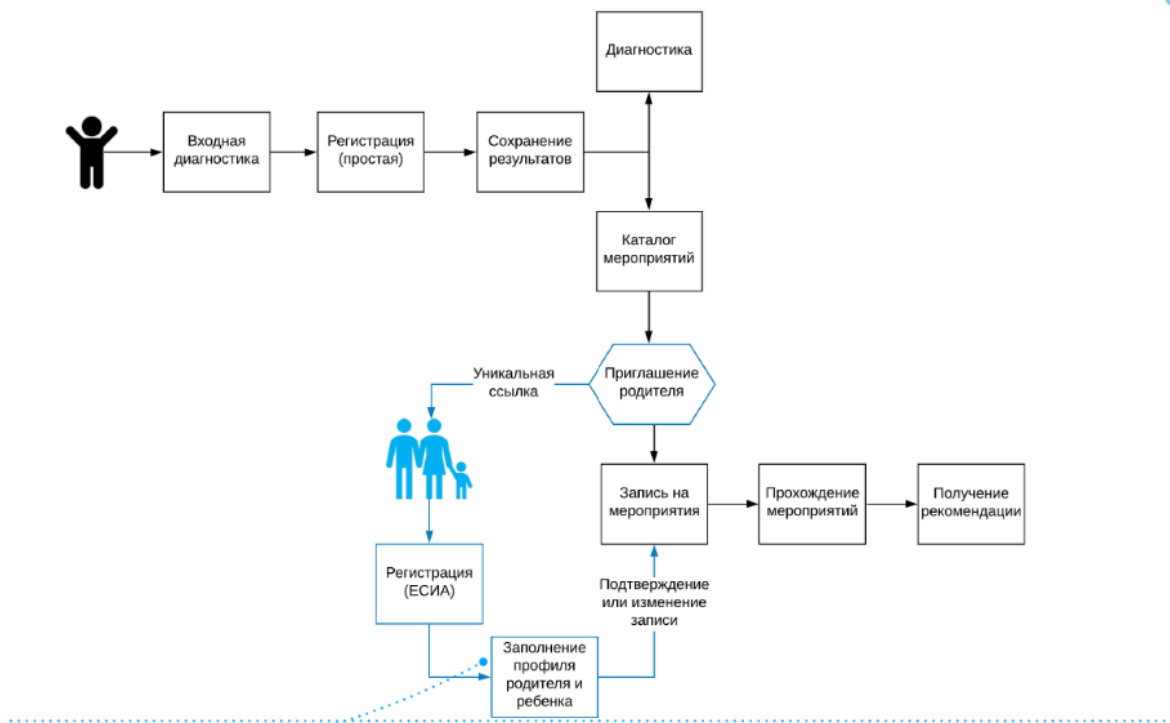 Диагностика
Входная
диагностика
Регистрация
(простая)
Сохранение
результатов
Каталог
мероприятий
Приглашение
родителя
Уникальная
ссылка
Запись на
мероприятия
Прохождение
мероприятий
Получение
рекомендации
Регистрация
(ЕСИА)
Подтверждение
или изменение
записи
Заполнение
профиля
родителя и
ребенка